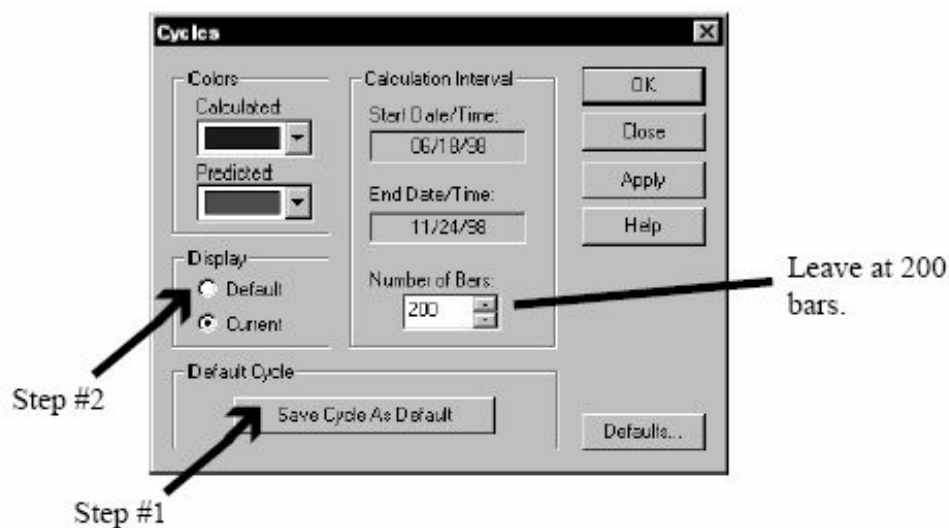 Cycles
Colors
Calculated:
Predicted:
Display
Default
Current
Calculation Interval
Start Date/Time:
06/18/98
End Date/Time:
11/24/98
Number of Bars:
200
OK
Close
Apply
Help
Default Cycle
Save Cycle As Default
Defaults...
Leave at 200
bars.
Step #2
Step #1